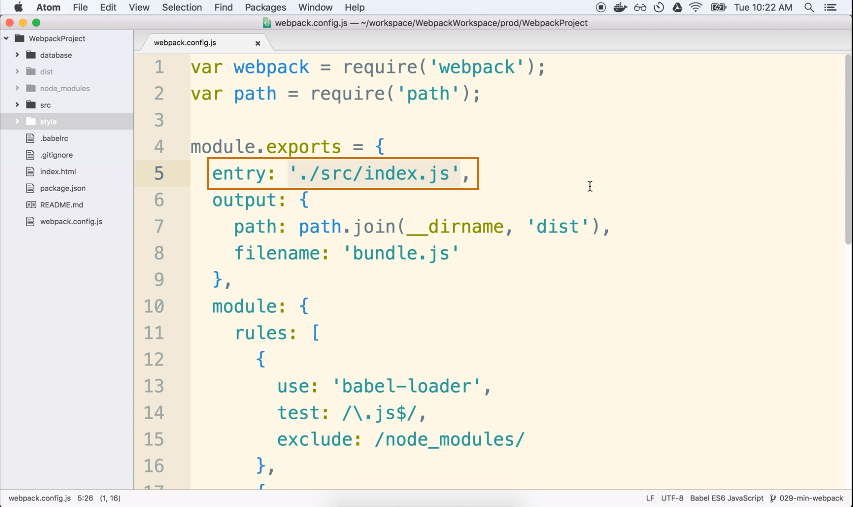 Atom File Edit View Selection Find Packages Window Help Tue 10:22 AM
webpack.config.js — ~/workspace/WebpackWorkspace/prod/WebpackProject
WebpackProject
database
dist
node_modules
src
style
.babelrc
.gitignore
index.html
package.json
README.md
webpack.config.js
webpack.config.js ×
1 var webpack = require('webpack');
2 var path = require('path');
3
4 module.exports = {
5 entry: './src/index.js',
6 output: {
7 path: path.join(__dirname, 'dist'),
8 filename: 'bundle.js'
9 },
10 module: {
11 rules: [
12 {
13 use: 'babel-loader',
14 test: /\.js$/,
15 exclude: /node_modules/
16 },
17 {
webpack.config.js 5:26 (1, 16) LF UTF-8 Babel ES6 JavaScript 029-min-webpack